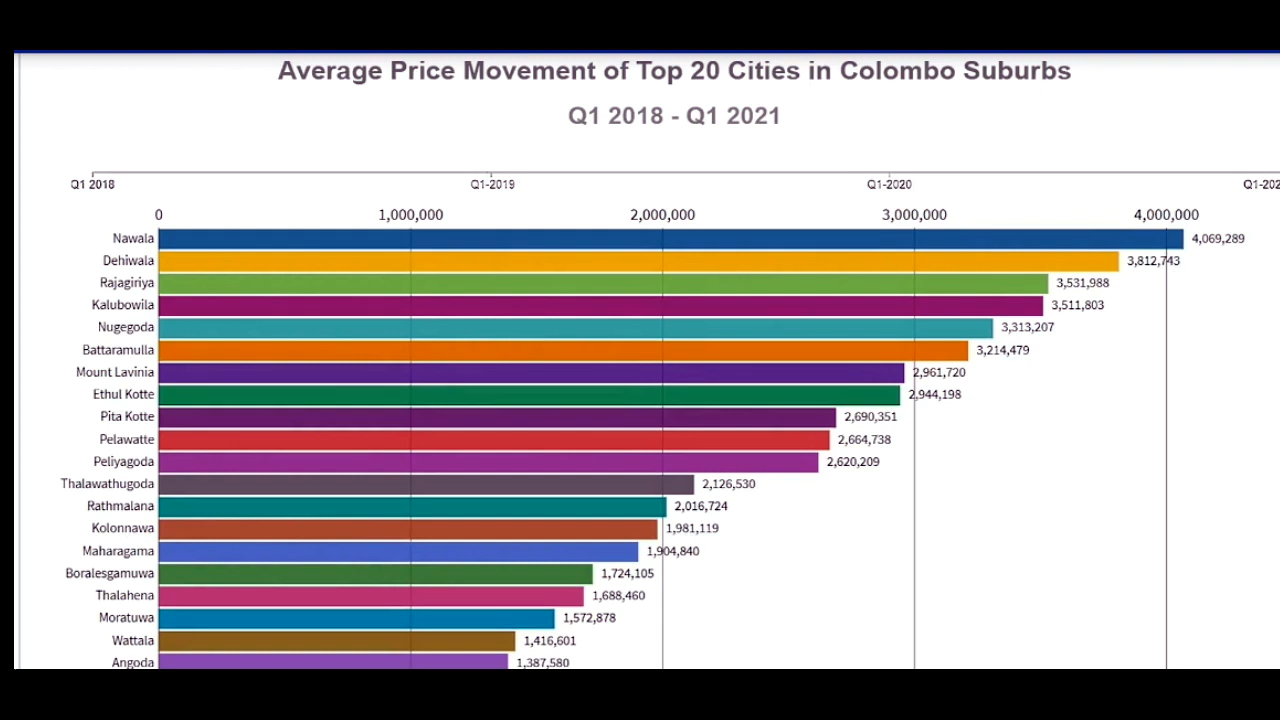 Average Price Movement of Top 20 Cities in Colombo Suburbs
Q1 2018 - Q1 2021
Q1 2018 Q1-2019 Q1-2020
0 1,000,000 2,000,000 3,000,000 4,000,000
Nawala 4,069,289
Dehiwala 3,812,743
Rajagiriya 3,531,988
Kalubowila 3,511,803
Nugegoda 3,313,207
Battaramulla 3,214,479
Mount Lavinia 2,961,720
Ethul Kotte 2,944,198
Pita Kotte 2,690,351
Pelawatte 2,664,738
Peliyagoda 2,620,209
Thalawathugoda 2,126,530
Rathmalana 2,016,724
Kolonnawa 1,981,119
Maharagama 1,904,840
Boralesgamuwa 1,724,105
Thalahena 1,688,460
Moratuwa 1,572,878
Wattala 1,416,601
Angoda 1,387,580